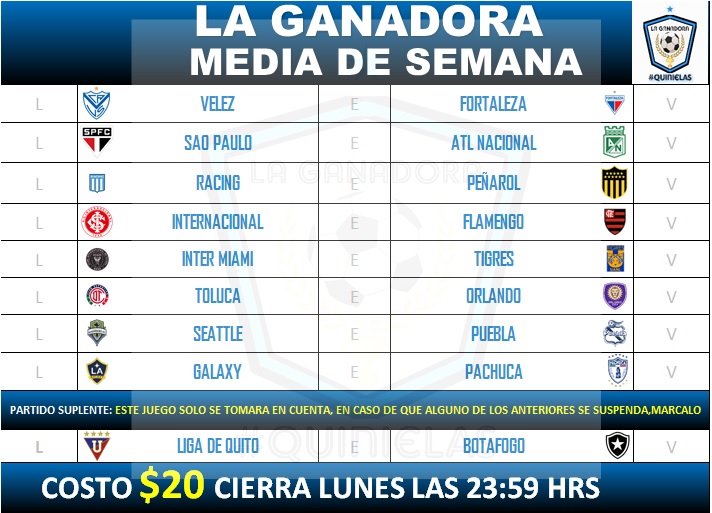 LA GANADORA
MEDIA DE SEMANA
LA GANADORA
#QUINIELAS
L VELEZ E FORTALEZA V
L SPFC SAO PAULO E ATL NACIONAL V
L RACING E PEÑAROL V
L INTERNACIONAL E FLAMENGO V
L INTER MIAMI E TIGRES V
L TOLUCA E ORLANDO V
L SEATTLE E PUEBLA V
L LA GALAXY E PACHUCA V
PARTIDO SUPLENTE: ESTE JUEGO SOLO SE TOMARA EN CUENTA, EN CASO DE QUE ALGUNO DE LOS ANTERIORES SE SUSPENDA,MARCALO
L LIGA DE QUITO E BOTAFOGO V
LA GANADORA
#QUINIELAS
COSTO $20 CIERRA LUNES LAS 23:59 HRS